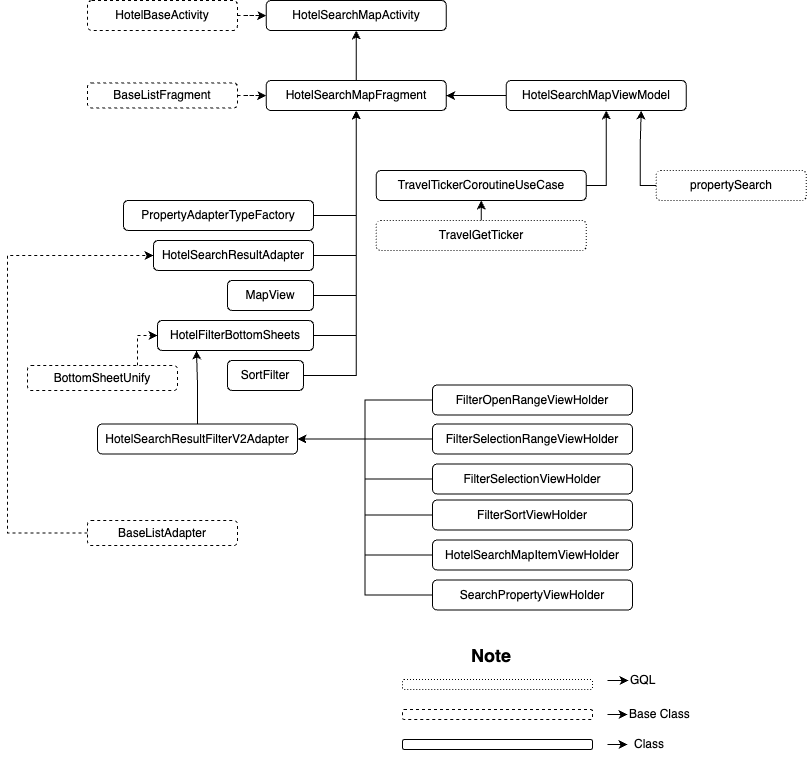 HotelBaseActivity
HotelSearchMapActivity
BaseListFragment
HotelSearchMapFragment
HotelSearchMapViewModel
TravelTickerCoroutineUseCase
propertySearch
PropertyAdapterTypeFactory
TravelGetTicker
HotelSearchResultAdapter
MapView
HotelFilterBottomSheets
BottomSheetUnify
SortFilter
FilterOpenRangeViewHolder
HotelSearchResultFilterV2Adapter
FilterSelectionRangeViewHolder
FilterSelectionViewHolder
FilterSortViewHolder
BaseListAdapter
HotelSearchMapItemViewHolder
SearchPropertyViewHolder
Note
GQL
Base Class
Class